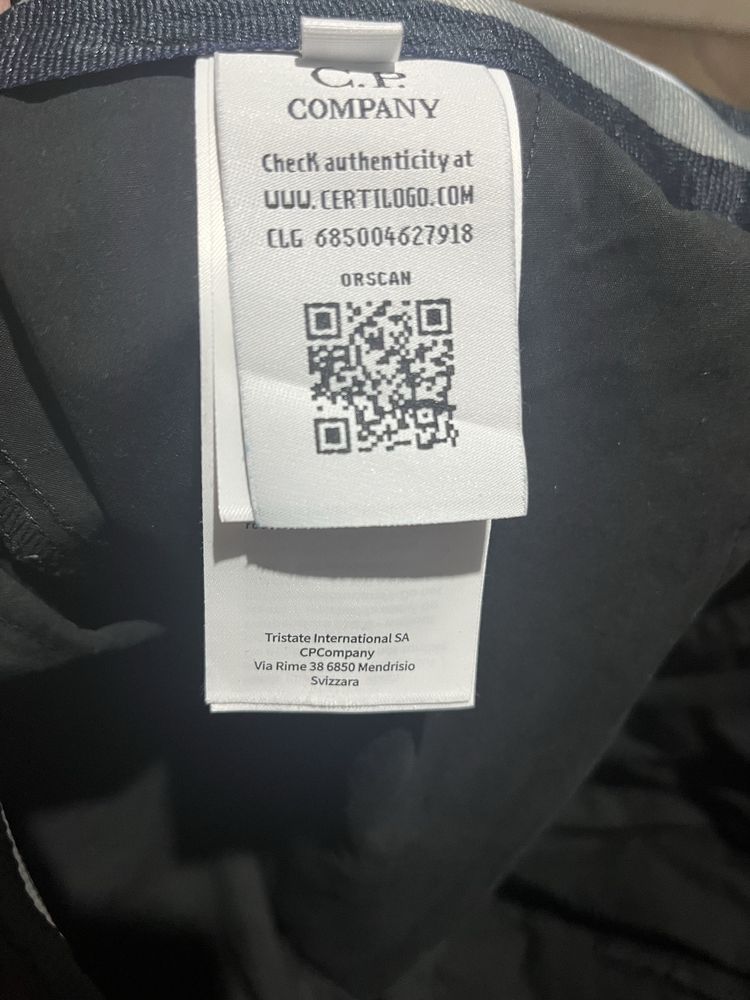 C.P.
COMPANY
ChecK authenticity at
WWW.CERTILOGO.COM
CLG 685004627918
ORSCAN
Tristate International SA
CPCompany
Via Rime 38 6850 Mendrisio
Svizzara